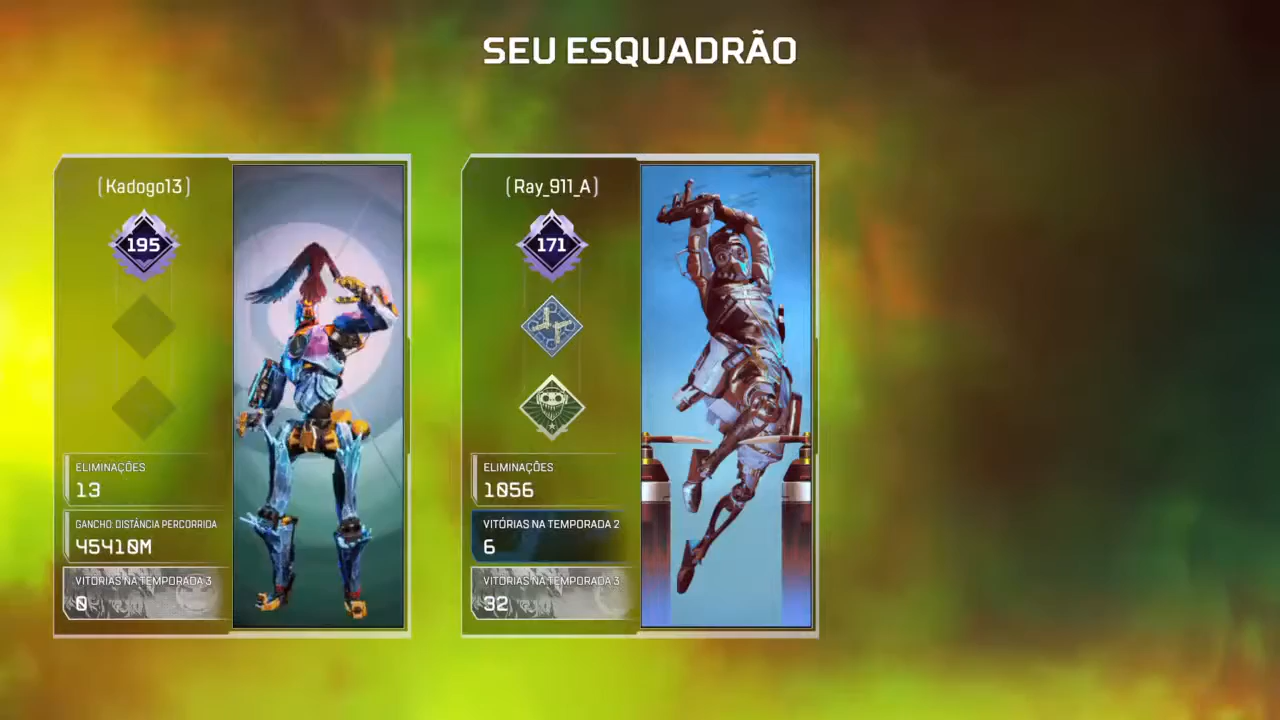 SEU ESQUADRÃO
[Kadogo13]
195
ELIMINAÇÕES
13
GANCHO: DISTÂNCIA PERCORRIDA
45410M
VITÓRIAS NA TEMPORADA 3
0
[Ray_911_A]
171
ELIMINAÇÕES
1056
VITÓRIAS NA TEMPORADA 2
6
VITÓRIAS NA TEMPORADA 3
32